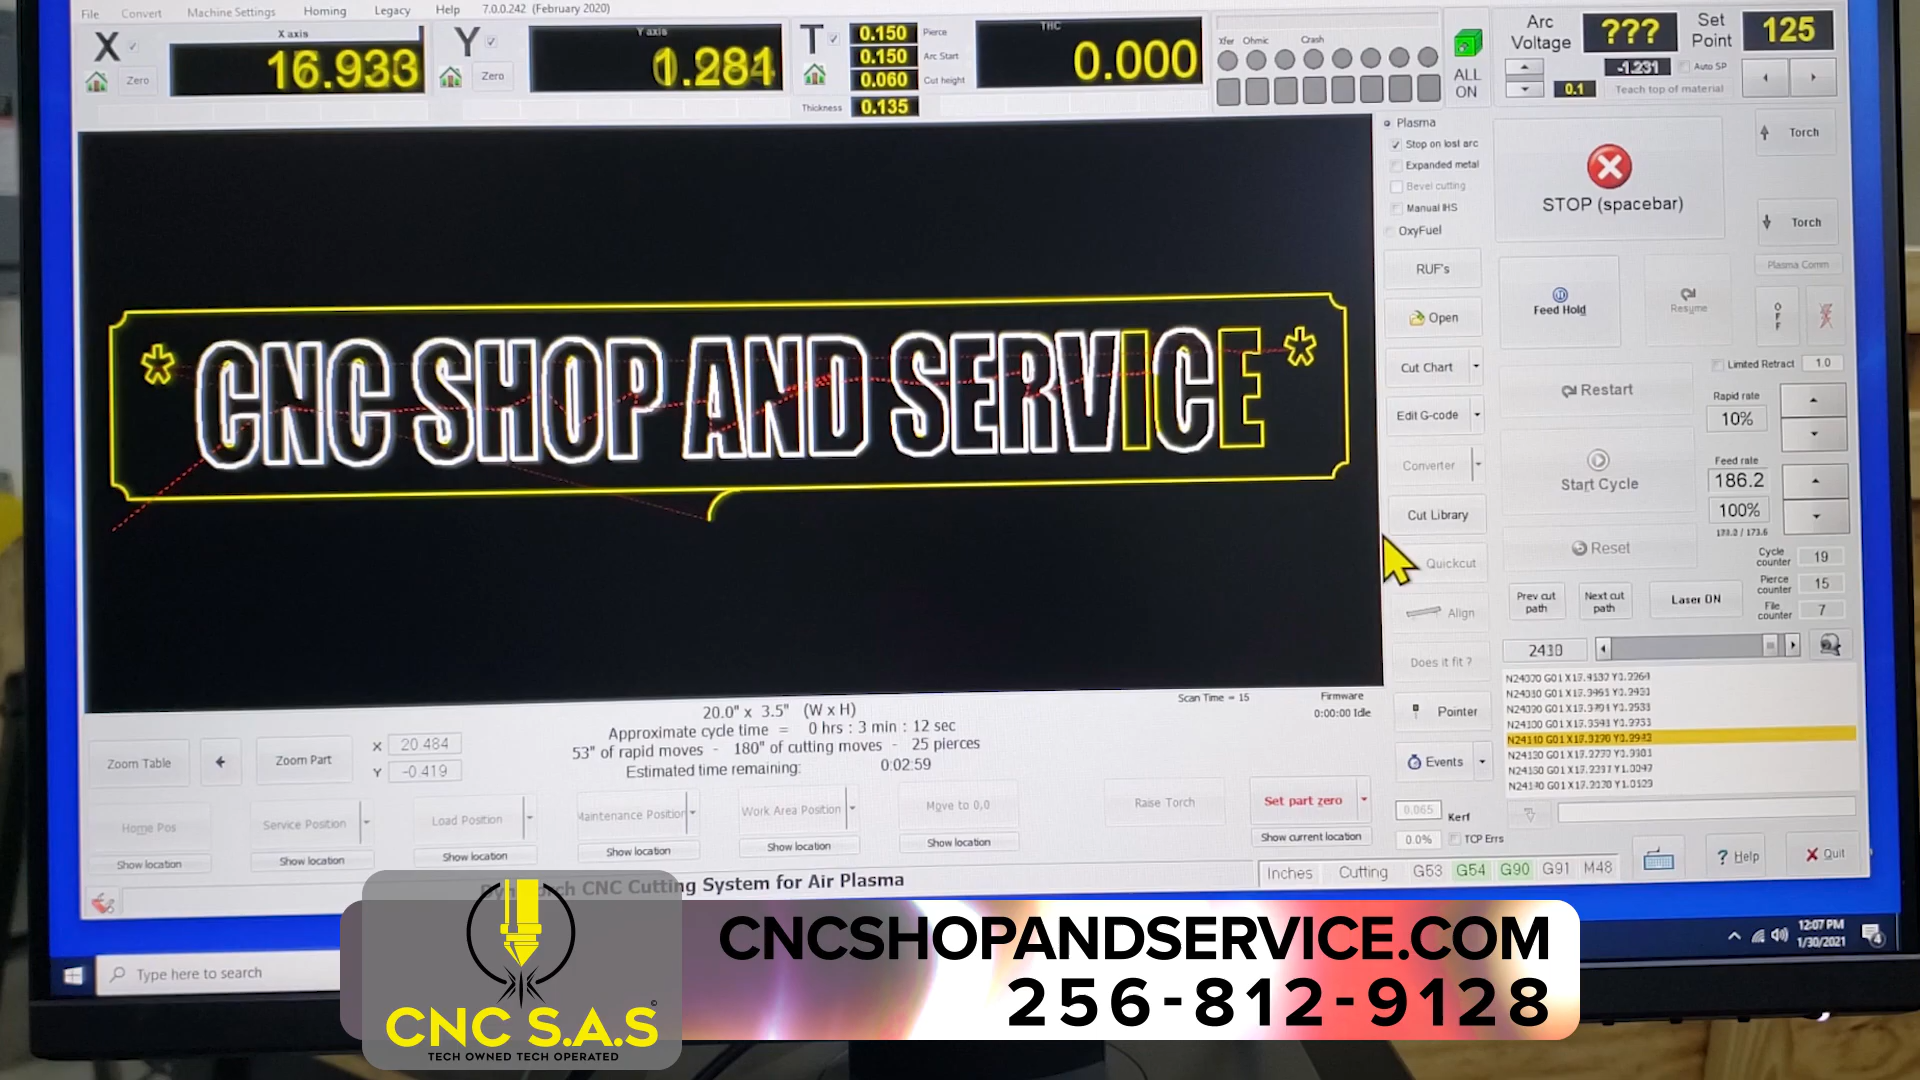 File Convert Machine Settings Homing Legacy Help 7.0.0.242 (February 2020)
X X axis 16.933 Zero
Y Y axis 1.281 Zero
T 0.150 Pierce
0.150 Arc Start
0.060 Cut height
Thickness 0.135
THC 0.000
Xfer Ohmic Crash
ALL ON
Arc Voltage ???
Set Point 125
-1.231 Auto SP
0.1 Teach top of material
Plasma
Stop on lost arc
Expanded metal
Bevel cutting
Manual IHS
OxyFuel
STOP (spacebar)
Torch
Torch
Plasma Comm
OFF
RUF's
Open
Cut Chart
Edit G-code
Converter
Cut Library
Quickcut
Align
Does it fit ?
Pointer
Events
Feed Hold
Resume
Limited Retract 1.0
Restart
Rapid rate
10%
Start Cycle
Feed rate
186.2
100%
Reset
Cycle counter 19
Pierce counter 15
File counter 7
Prev cut path
Next cut path
Laser ON
2410
* CNC SHOP AND SERVICE *
Scan Time = 15
Firmware
0:00:00 Idle
20.0" x 3.5" (W x H)
Approximate cycle time = 0 hrs : 3 min : 12 sec
53" of rapid moves - 180" of cutting moves - 25 pierces
Estimated time remaining: 0:02:59
Zoom Table
Zoom Part
X 20.484
Y -0.419
Home Pos
Service Position
Load Position
Maintenance Position
Work Area Position
Move to 0,0
Raise Torch
Set part zero
Show location
Show location
Show location
Show location
Show location
Show location
Show current location
0.065 Kerf
0.0% TCP Errs
Help
Quit
Inches Cutting G53 G54 G90 G91 M48
CNC Cutting System for Air Plasma
Type here to search
12:07 PM
1/30/2021
4
CNC S.A.S ©
TECH OWNED TECH OPERATED
CNCSHOPANDSERVICE.COM
256-812-9128